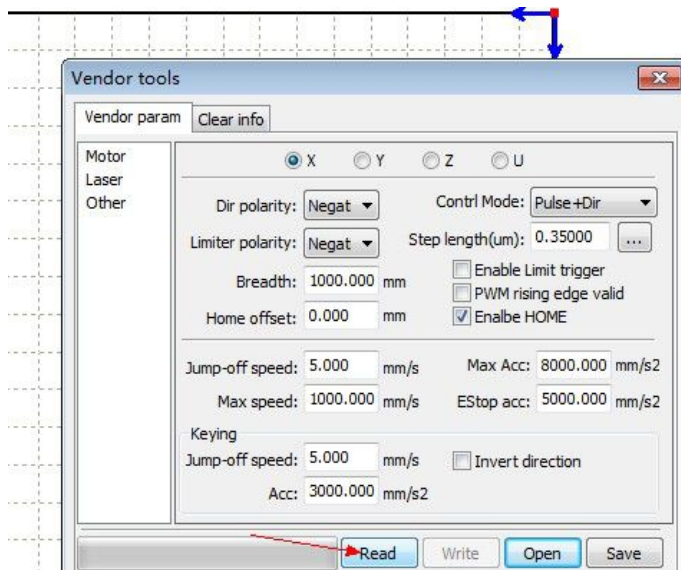 Vendor tools
Vendor param Clear info
Motor
Laser
Other
X Y Z U
Dir polarity: Negat Contrl Mode: Pulse+Dir
Limiter polarity: Negat Step length(um): 0.35000 ...
Breadth: 1000.000 mm Enable Limit trigger
PWM rising edge valid
Home offset: 0.000 mm Enalbe HOME
Jump-off speed: 5.000 mm/s Max Acc: 8000.000 mm/s2
Max speed: 1000.000 mm/s EStop acc: 5000.000 mm/s2
Keying
Jump-off speed: 5.000 mm/s Invert direction
Acc: 3000.000 mm/s2
Read Write Open Save